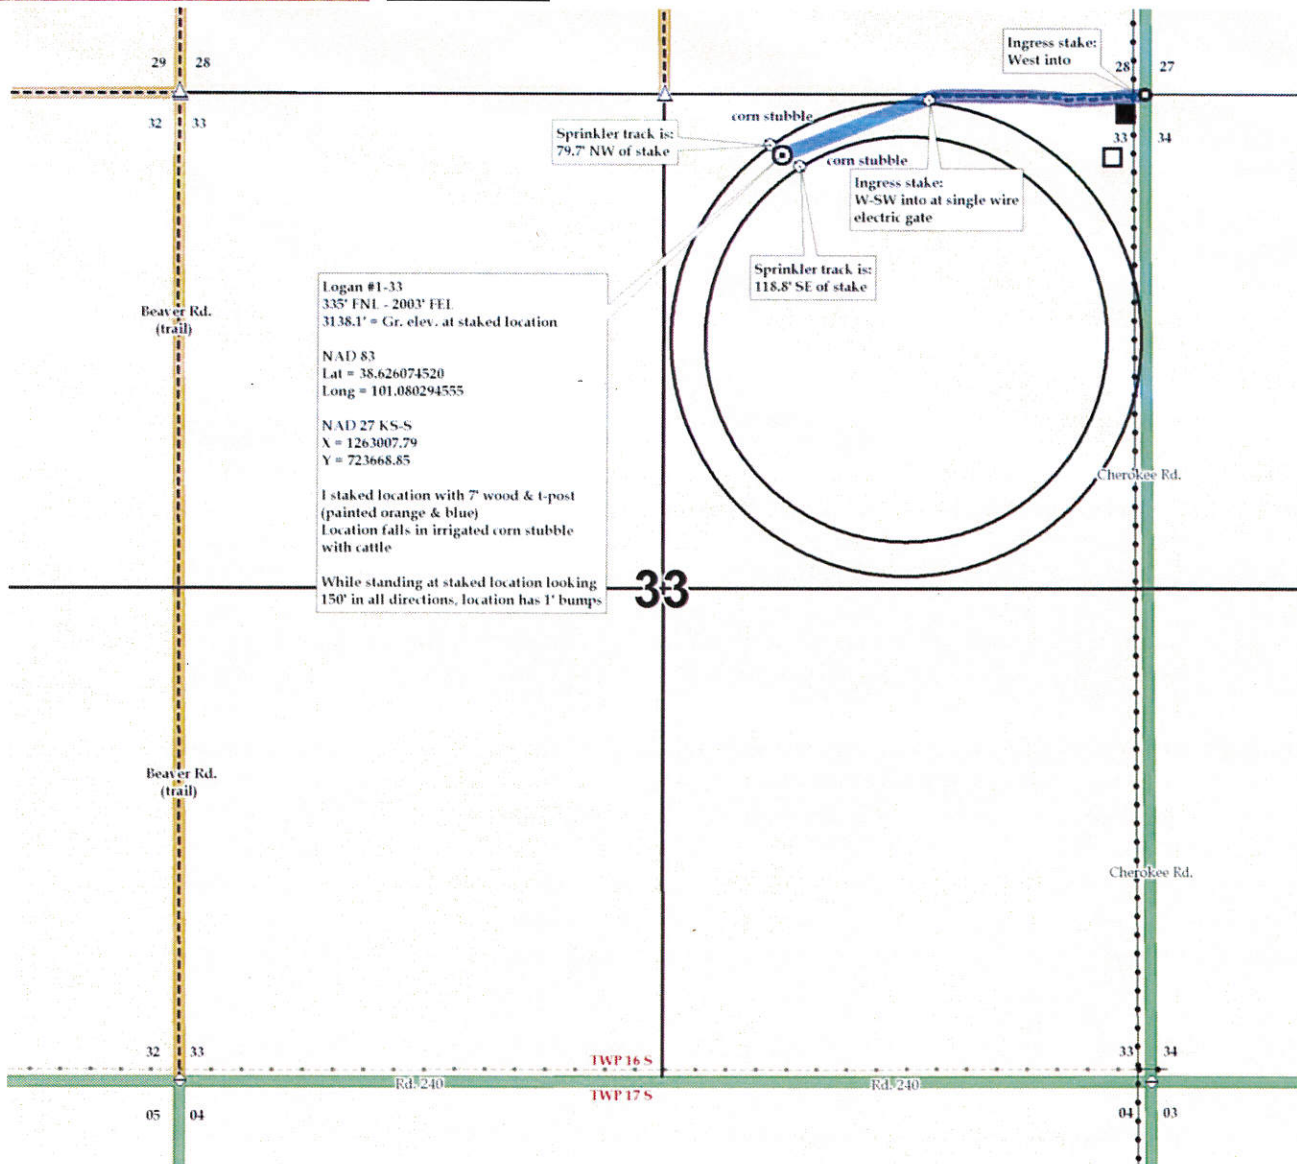 Ingress stake:
West into
29 28
28 27
32 33
33 34
corn stubble
Sprinkler track is:
79.7' NW of stake
corn stubble
Ingress stake:
W-SW into at single wire
electric gate
Sprinkler track is:
118.8' SE of stake
Logan #1-33
335' FNL - 2003' FEL
3138.1' = Gr. elev. at staked location
NAD 83
Lat = 38.626074520
Long = 101.080294555
NAD 27 KS-S
X = 1263007.79
Y = 723668.85
I staked location with 7' wood & t-post
(painted orange & blue)
Location falls in irrigated corn stubble
with cattle
While standing at staked location looking
150' in all directions, location has 1' bumps
Beaver Rd.
(trail)
Cherokee Rd.
33
Beaver Rd.
(trail)
Cherokee Rd.
32 33
TWP 16 S
33 34
Rd. 240
Rd. 240
TWP 17 S
05 04
04 03